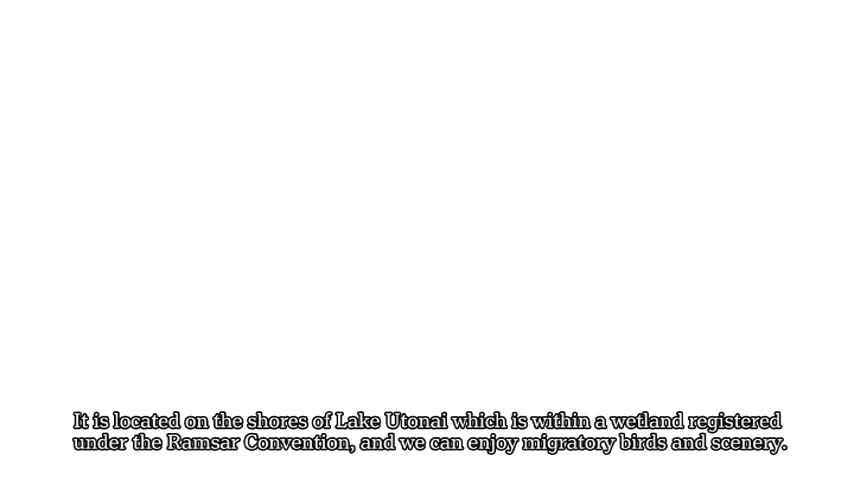 It is located on the shores of Lake Utonai which is within a wetland registered
under the Ramsar Convention, and we can enjoy migratory birds and scenery.